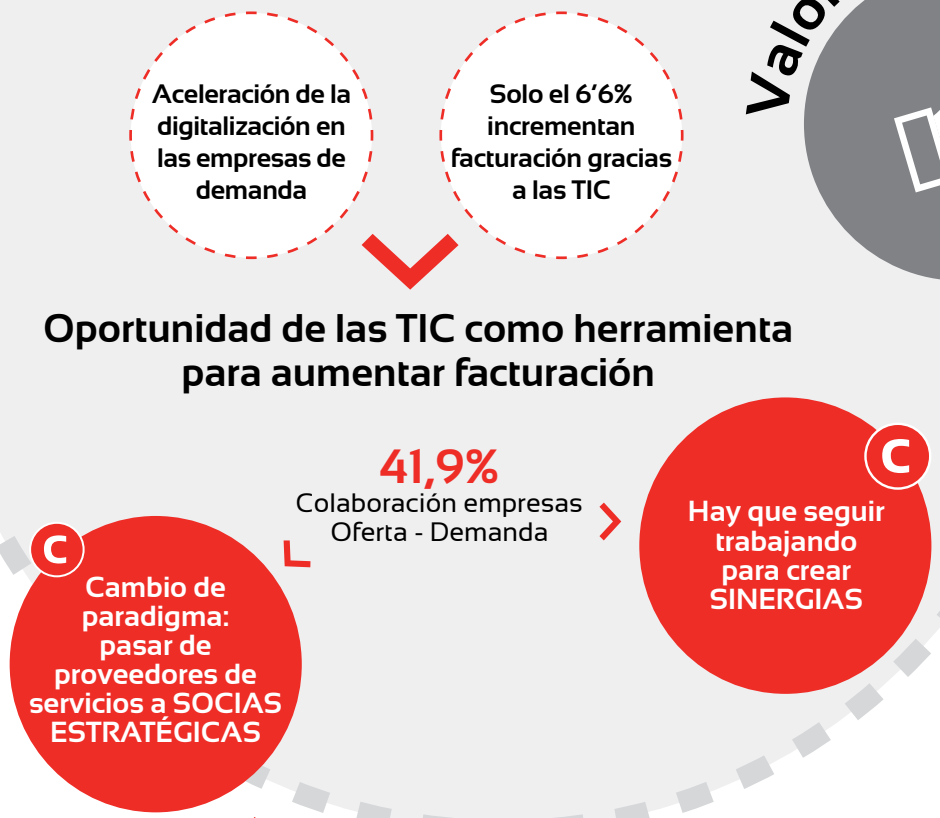 Aceleración de la
digitalización en
las empresas de
demanda
Solo el 6’6%
incrementan
facturación gracias
a las TIC
Oportunidad de las TIC como herramienta
para aumentar facturación
41,9%
Colaboración empresas
Oferta - Demanda
C
Hay que seguir
trabajando
para crear
SINERGIAS
C
Cambio de
paradigma:
pasar de
proveedores de
servicios a SOCIAS
ESTRATÉGICAS